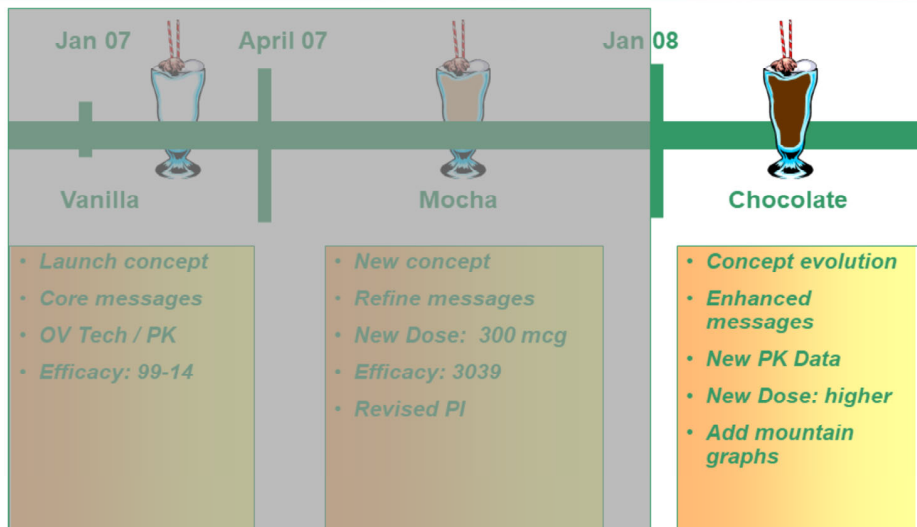 Jan 07
April 07
Jan 08
Vanilla
Mocha
Chocolate
• Launch concept
• Core messages
• OV Tech / PK
• Efficacy: 99-14
• New concept
• Refine messages
• New Dose:  300 mcg
• Efficacy: 3039
• Revised PI
• Concept evolution
• Enhanced
messages
• New PK Data
• New Dose: higher
• Add mountain
graphs